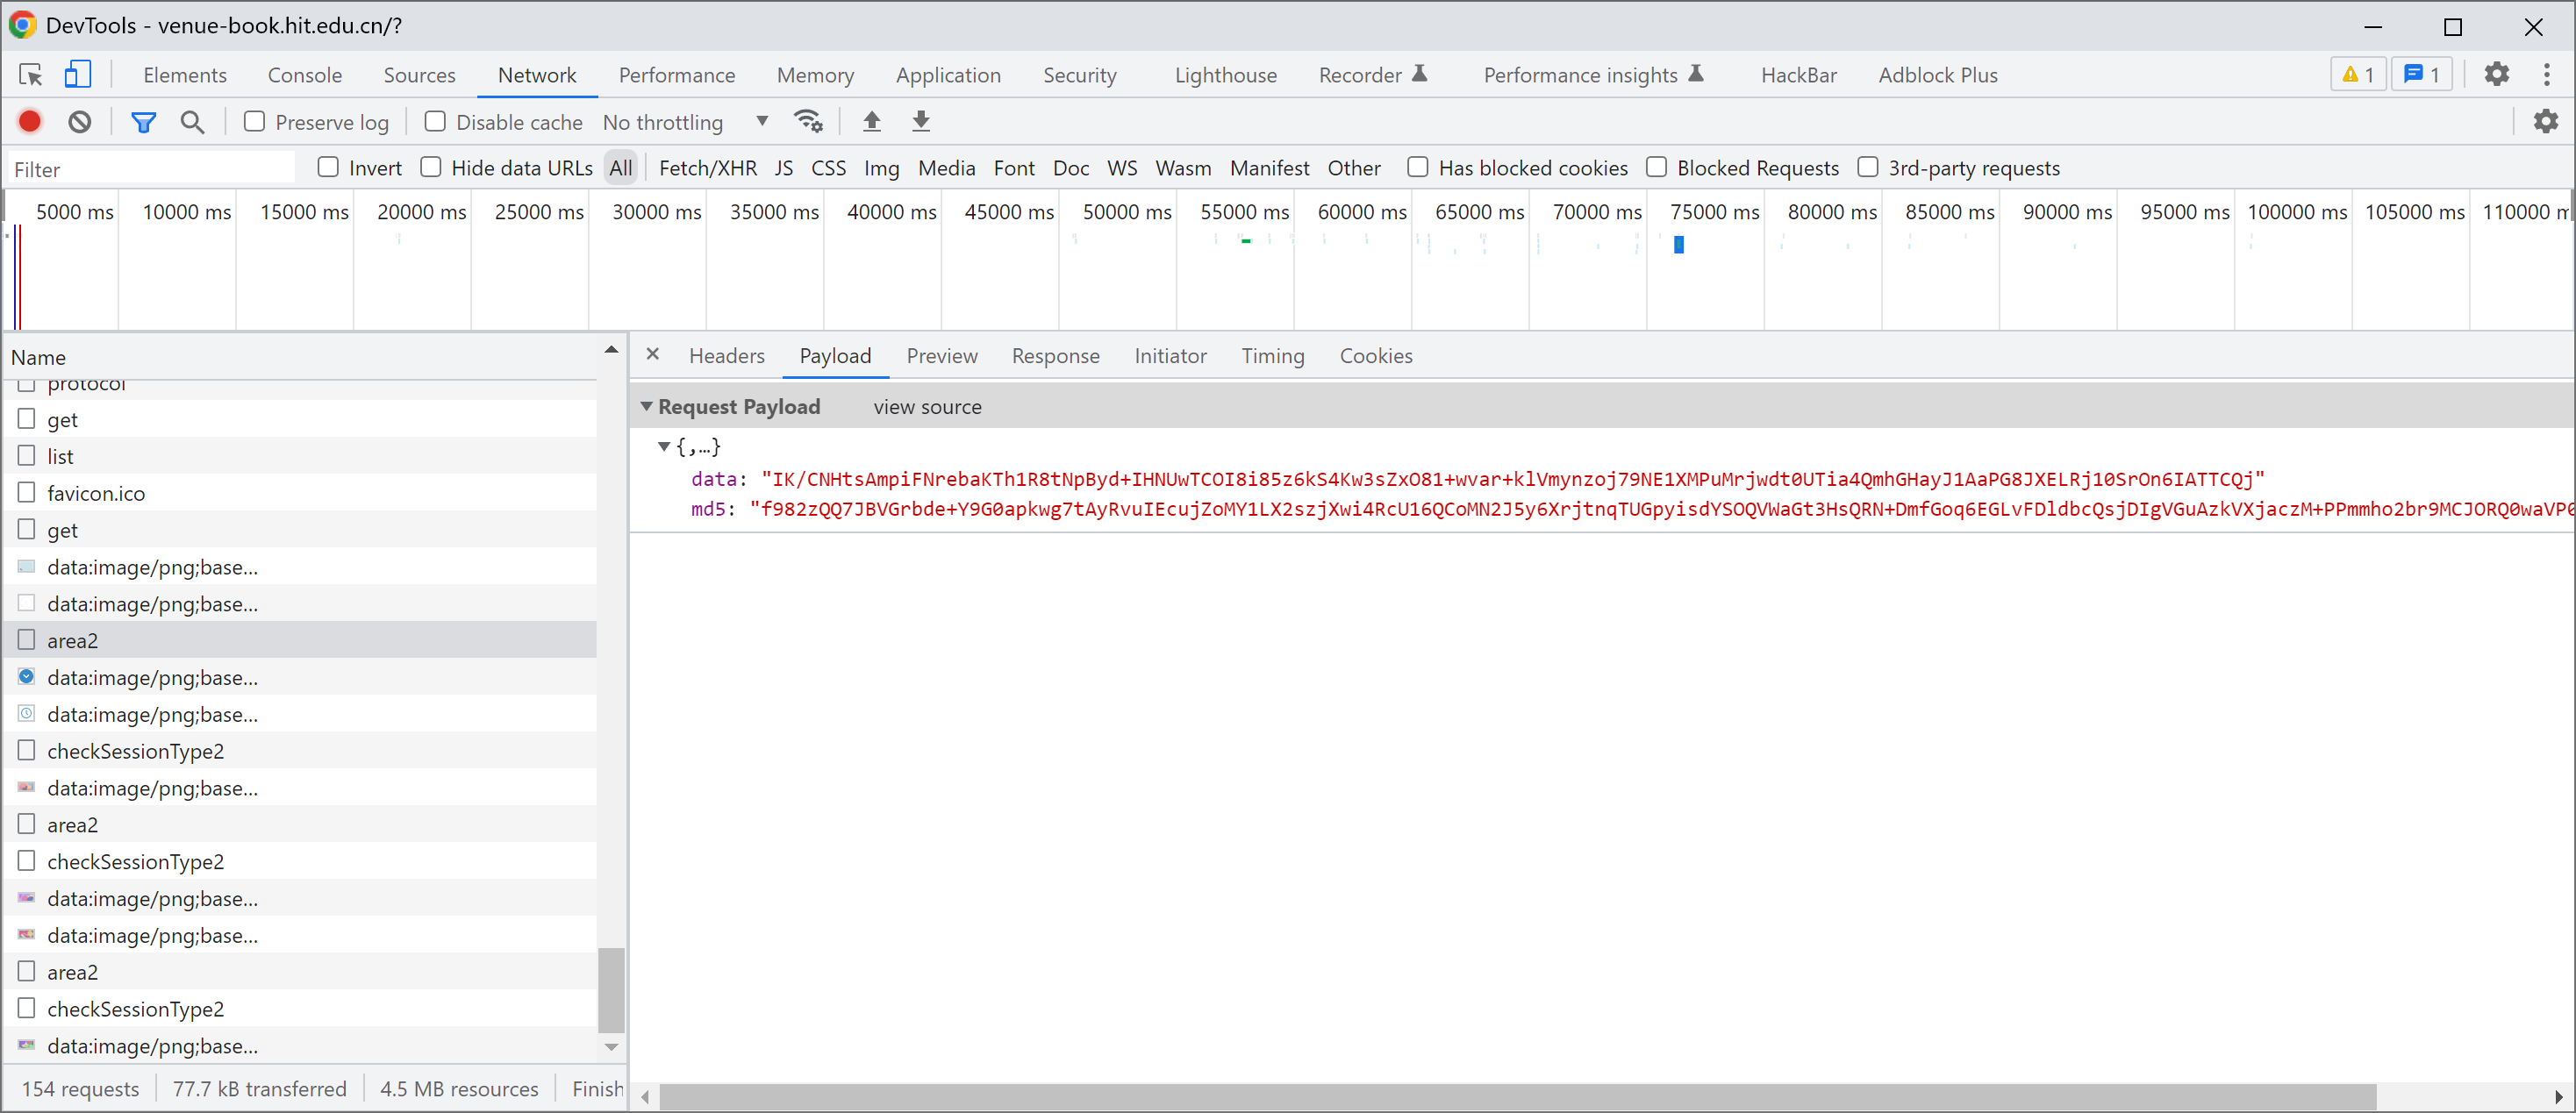 DevTools - venue-book.hit.edu.cn/?
Elements Console Sources Network Performance Memory Application Security Lighthouse Recorder Performance insights HackBar Adblock Plus 1 1
Preserve log Disable cache No throttling
Filter Invert Hide data URLs All Fetch/XHR JS CSS Img Media Font Doc WS Wasm Manifest Other Has blocked cookies Blocked Requests 3rd-party requests
5000 ms 10000 ms 15000 ms 20000 ms 25000 ms 30000 ms 35000 ms 40000 ms 45000 ms 50000 ms 55000 ms 60000 ms 65000 ms 70000 ms 75000 ms 80000 ms 85000 ms 90000 ms 95000 ms 100000 ms 105000 ms 110000 m
Name
protocol
get
list
favicon.ico
get
data:image/png;base...
data:image/png;base...
area2
data:image/png;base...
data:image/png;base...
checkSessionType2
data:image/png;base...
area2
checkSessionType2
data:image/png;base...
data:image/png;base...
area2
checkSessionType2
data:image/png;base...
154 requests 77.7 kB transferred 4.5 MB resources Finish
Headers Payload Preview Response Initiator Timing Cookies
Request Payload view source
{,…}
data: "IK/CNHtsAmpiFNrebaKTh1R8tNpByd+IHNUwTCOI8i85z6kS4Kw3sZxO81+wvar+klVmynzoj79NE1XMPuMrjwdt0UTia4QmhGHayJ1AaPG8JXELRj10SrOn6IATTCQj"
md5: "f982zQQ7JBVGrbde+Y9G0apkwg7tAyRvuIEcujZoMY1LX2szjXwi4RcU16QCoMN2J5y6XrjtnqTUGpyisdYSOQVWaGt3HsQRN+DmfGoq6EGLvFDldbcQsjDIgVGuAzkVXjaczM+PPmmho2br9MCJORQ0waVP0